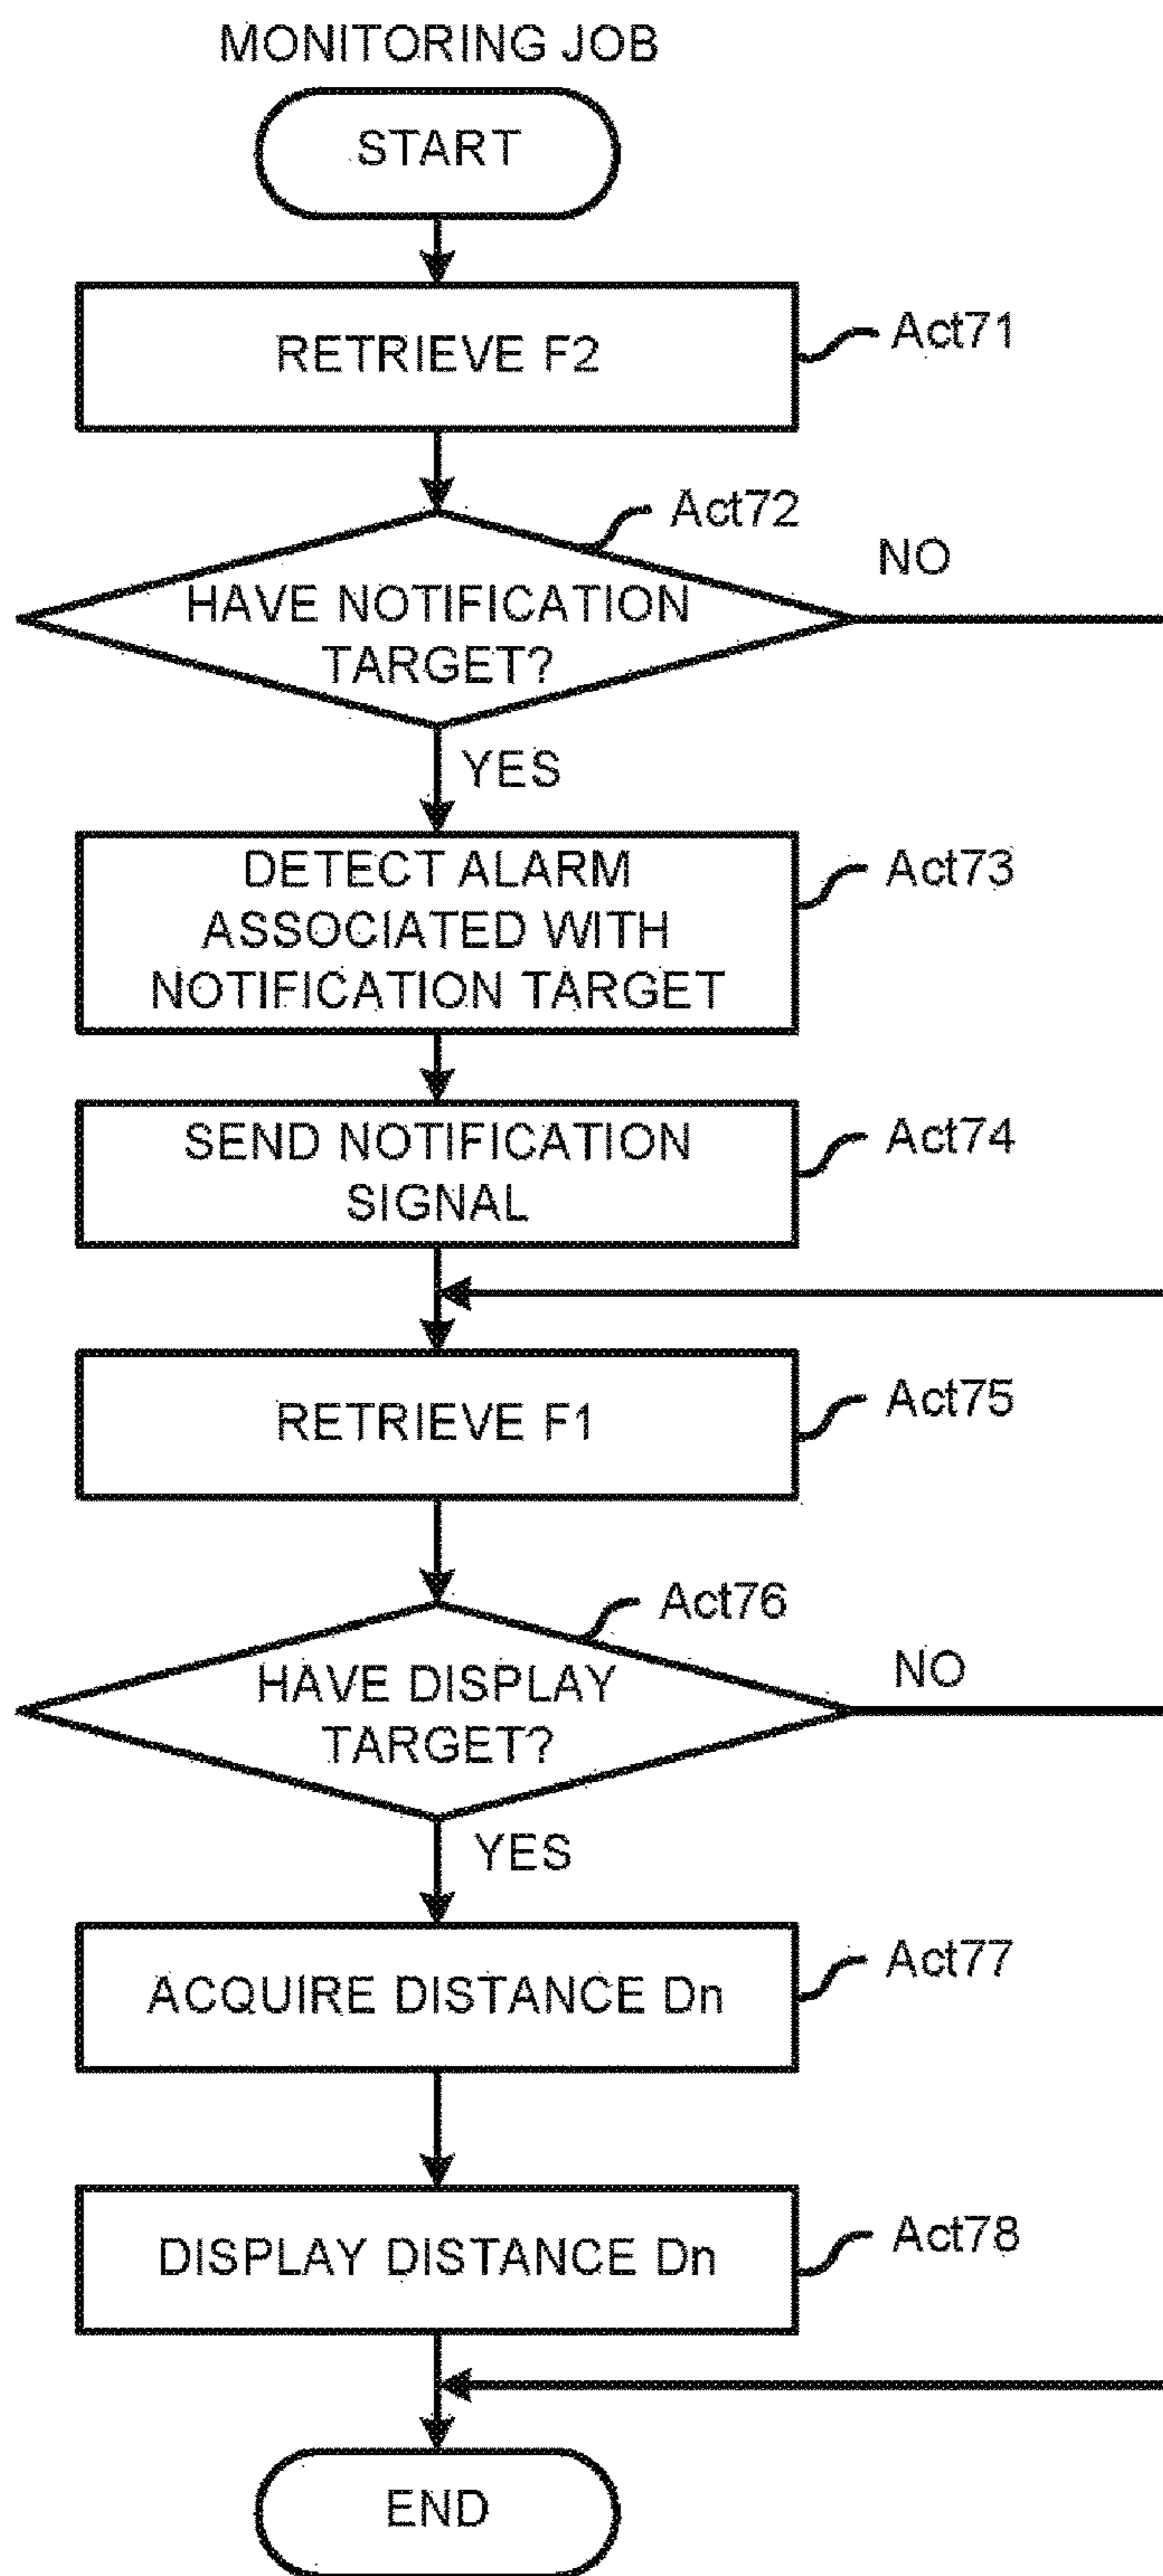 MONITORING JOB
START
RETRIEVE F2
Act71
Act72
HAVE NOTIFICATION
TARGET?
NO
YES
DETECT ALARM
ASSOCIATED WITH
NOTIFICATION TARGET
Act73
SEND NOTIFICATION
SIGNAL
Act74
RETRIEVE F1
Act75
Act76
HAVE DISPLAY
TARGET?
NO
YES
ACQUIRE DISTANCE Dn
Act77
DISPLAY DISTANCE Dn
Act78
END